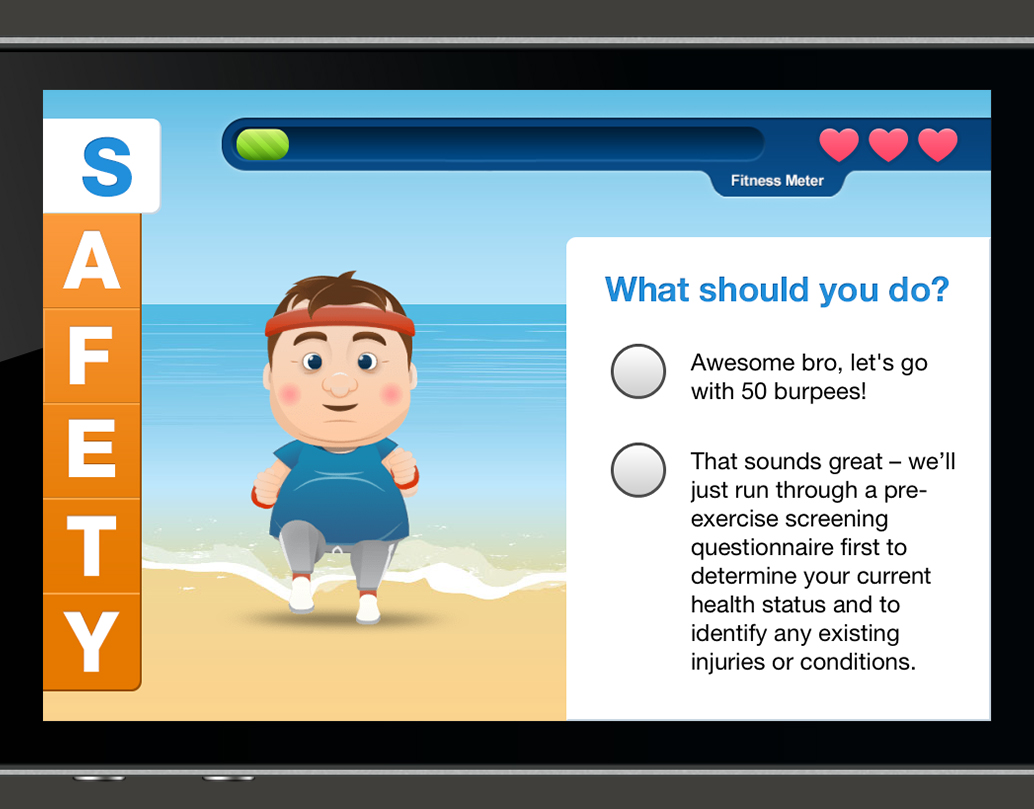 S
A
F
E
T
Y
Fitness Meter
What should you do?
Awesome bro, let's go
with 50 burpees!
That sounds great – we’ll
just run through a pre-
exercise screening
questionnaire first to
determine your current
health status and to
identify any existing
injuries or conditions.